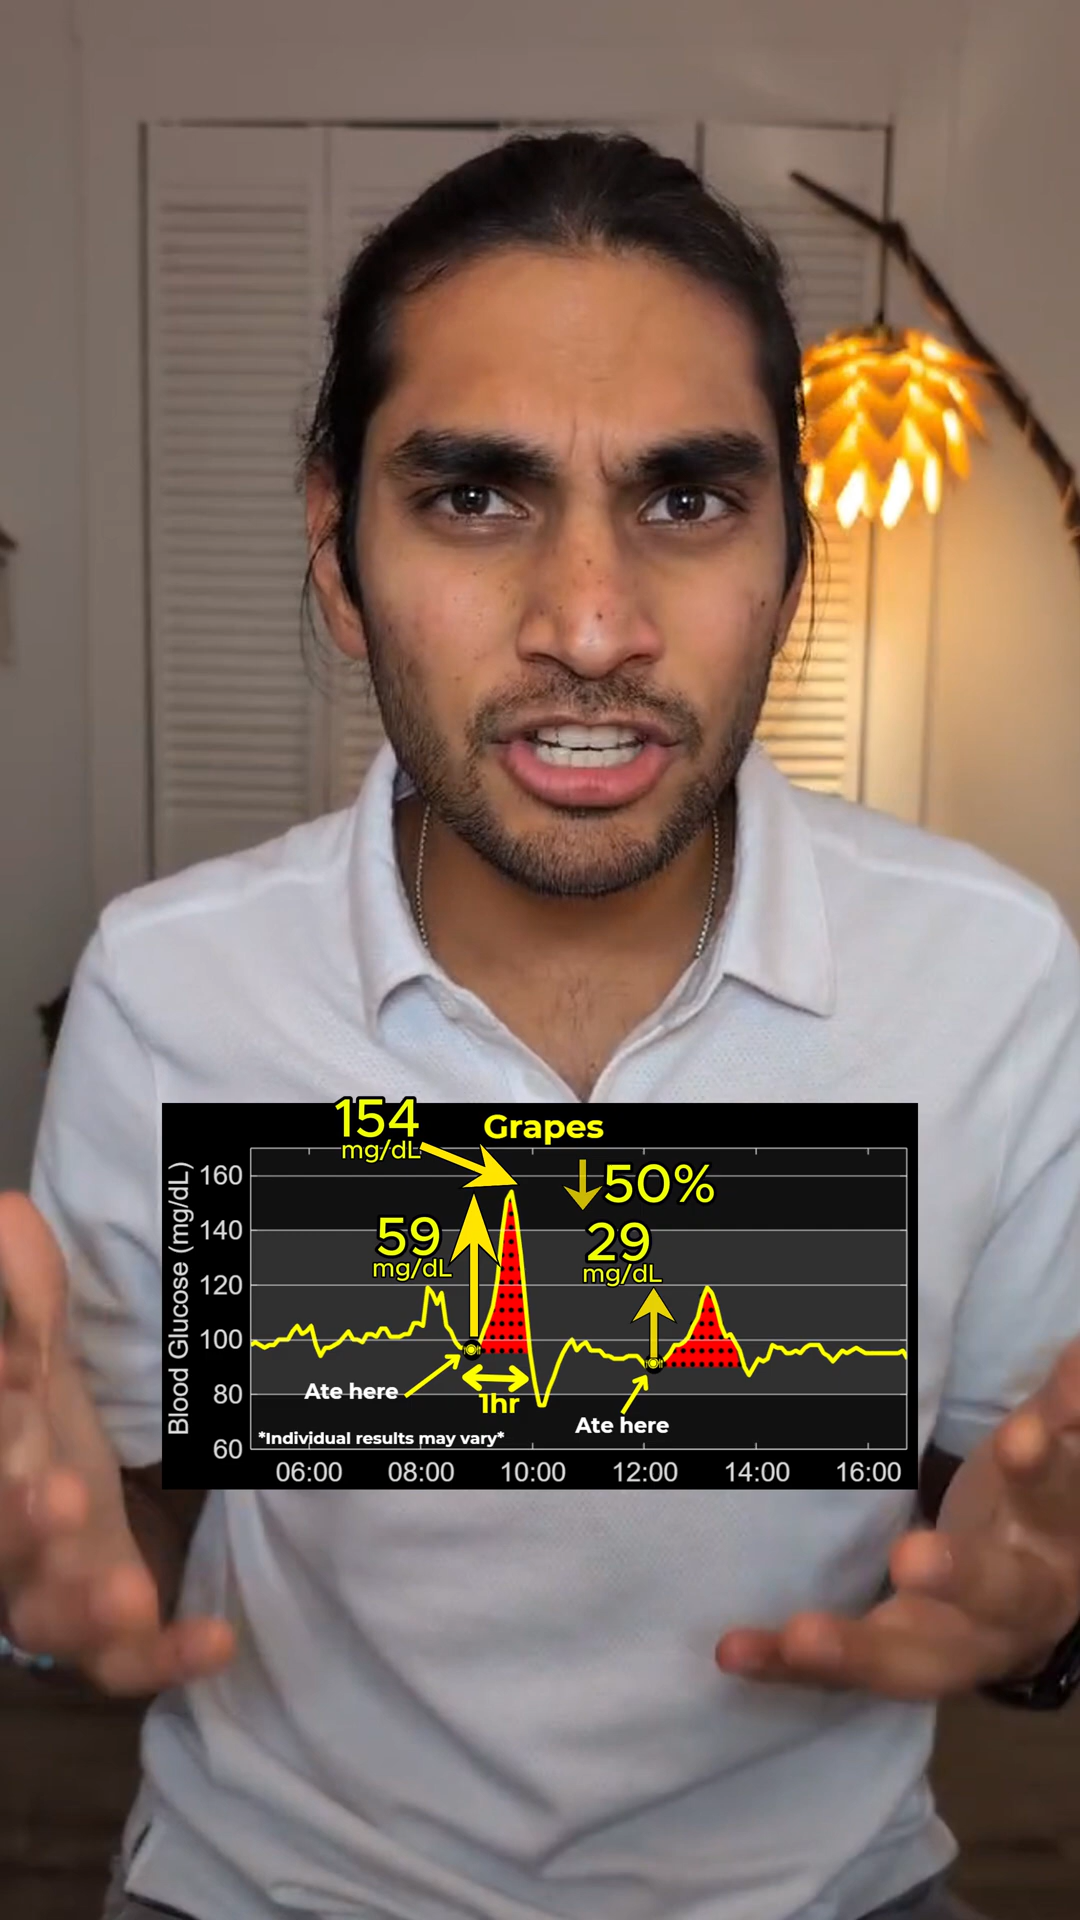 154
mg/dL
Grapes
↓50%
59
mg/dL
29
mg/dL
Blood Glucose (mg/dL)
160
140
120
100
80
60
Ate here
1hr
Ate here
*Individual results may vary*
06:00 08:00 10:00 12:00 14:00 16:00